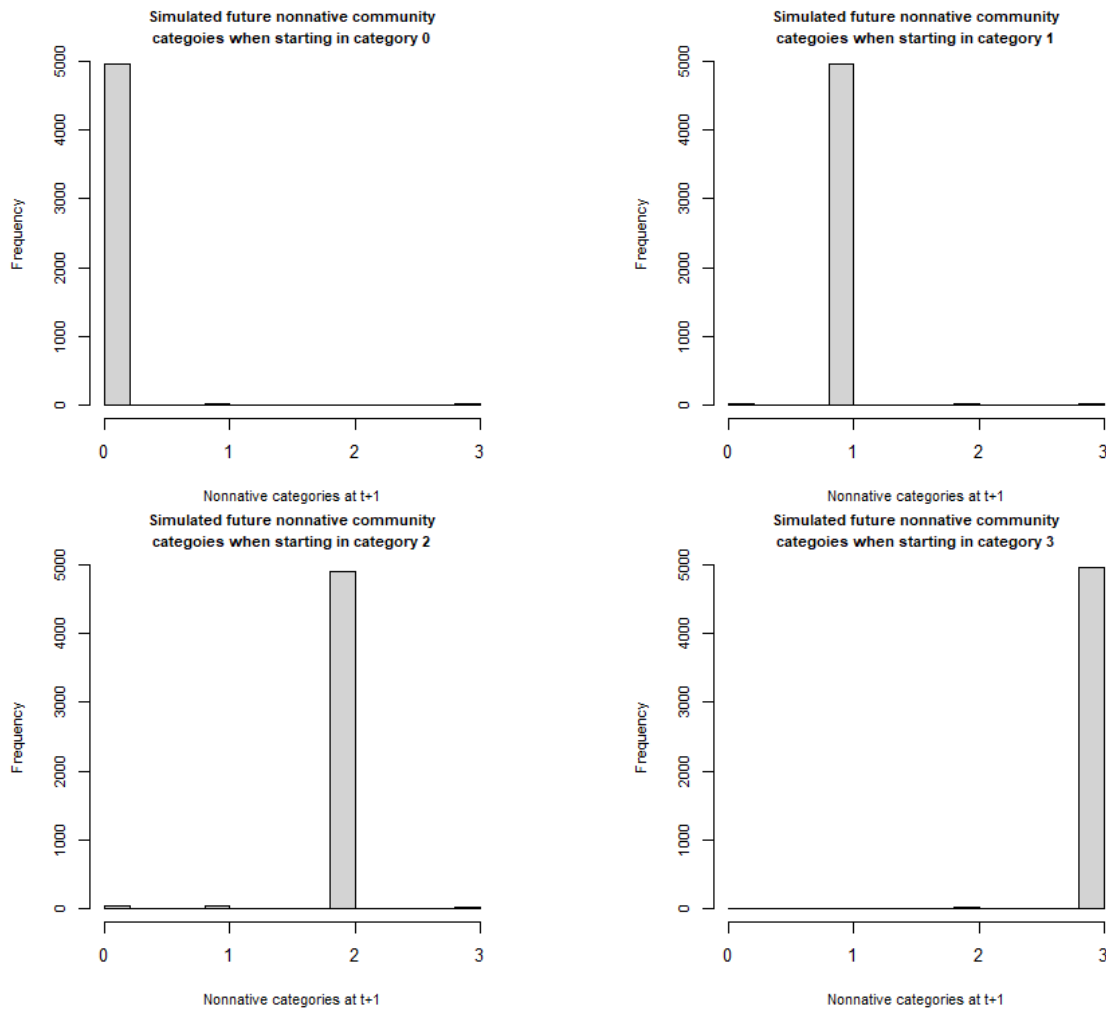 Simulated future nonnative community
categoies when starting in category 0
Frequency
0
1000
2000
3000
4000
5000
0 1 2 3
Nonnative categories at t+1
Simulated future nonnative community
categoies when starting in category 1
Frequency
0
1000
2000
3000
4000
5000
0 1 2 3
Nonnative categories at t+1
Simulated future nonnative community
categoies when starting in category 2
Frequency
0
1000
2000
3000
4000
5000
0 1 2 3
Nonnative categories at t+1
Simulated future nonnative community
categoies when starting in category 3
Frequency
0
1000
2000
3000
4000
5000
0 1 2 3
Nonnative categories at t+1